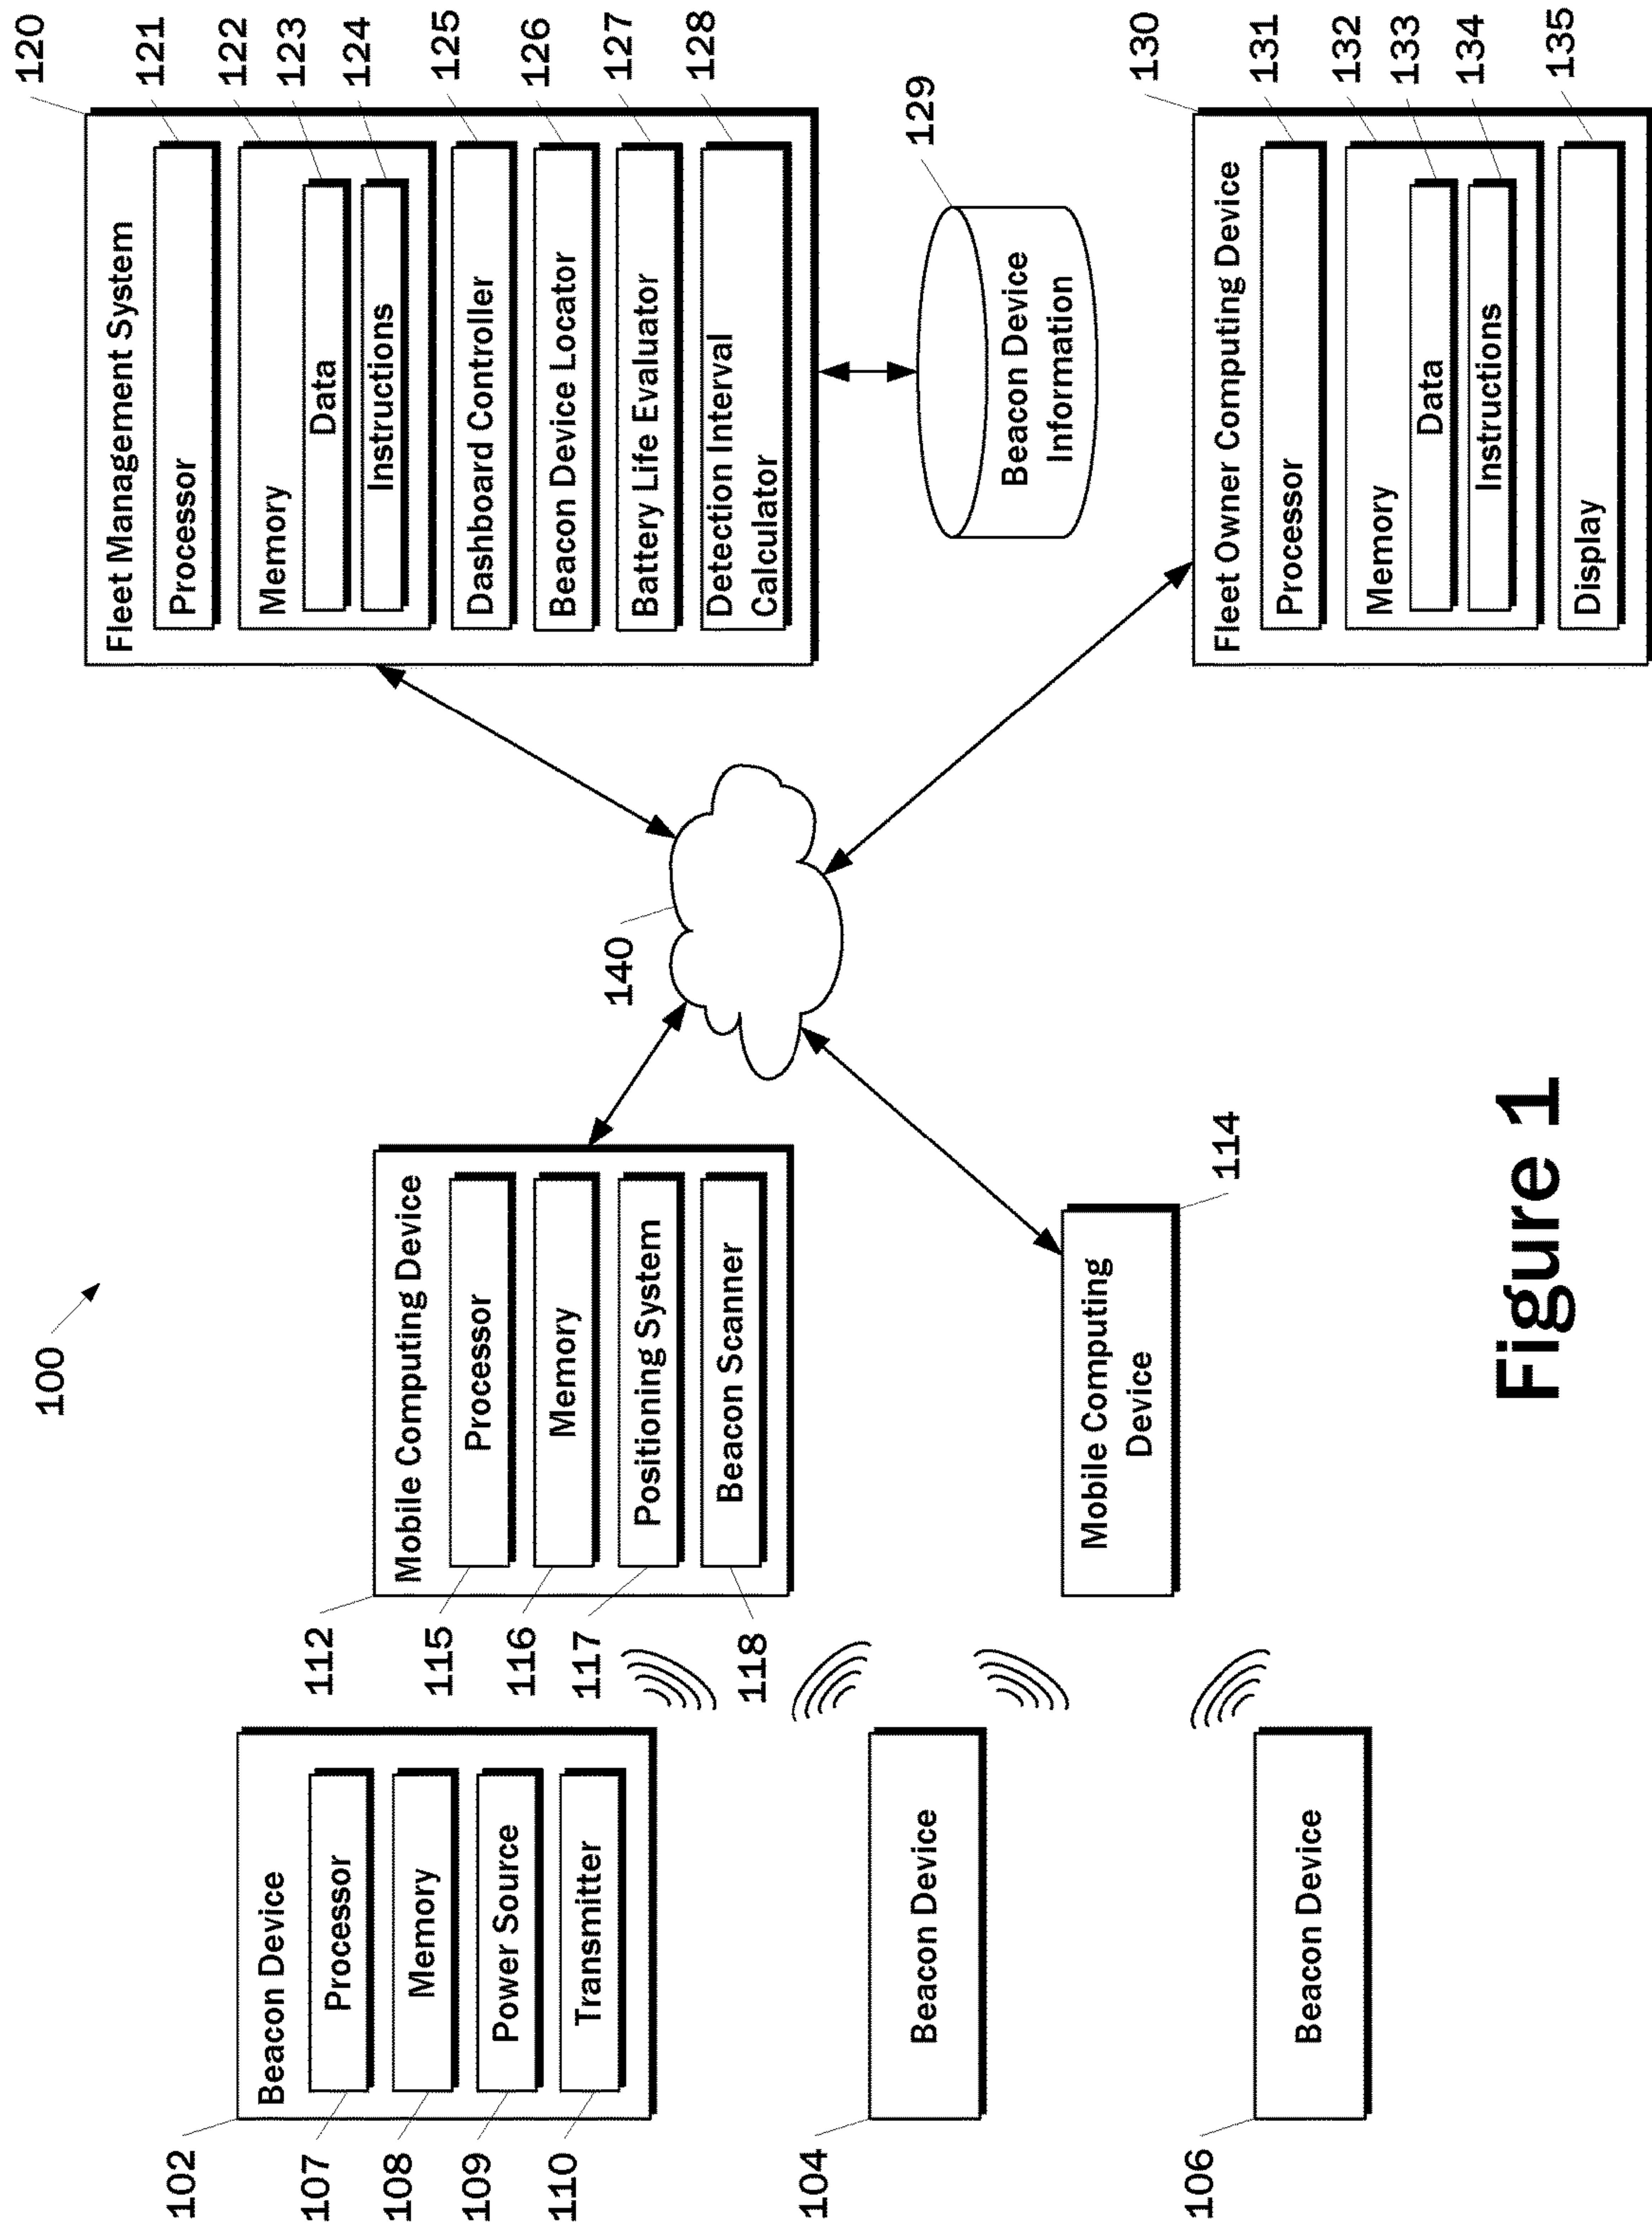 100
102
Beacon Device
107
Processor
108
Memory
109
Power Source
110
Transmitter
104
Beacon Device
106
Beacon Device
112
Mobile Computing Device
115
Processor
116
Memory
117
Positioning System
118
Beacon Scanner
Mobile Computing
Device
114
140
120
Fleet Management System
121
Processor
122
Memory
123
Data
124
Instructions
125
Dashboard Controller
126
Beacon Device Locator
127
Battery Life Evaluator
128
Detection Interval
Calculator
129
Beacon Device
Information
130
Fleet Owner Computing Device
131
Processor
132
Memory
133
Data
134
Instructions
135
Display
Figure 1